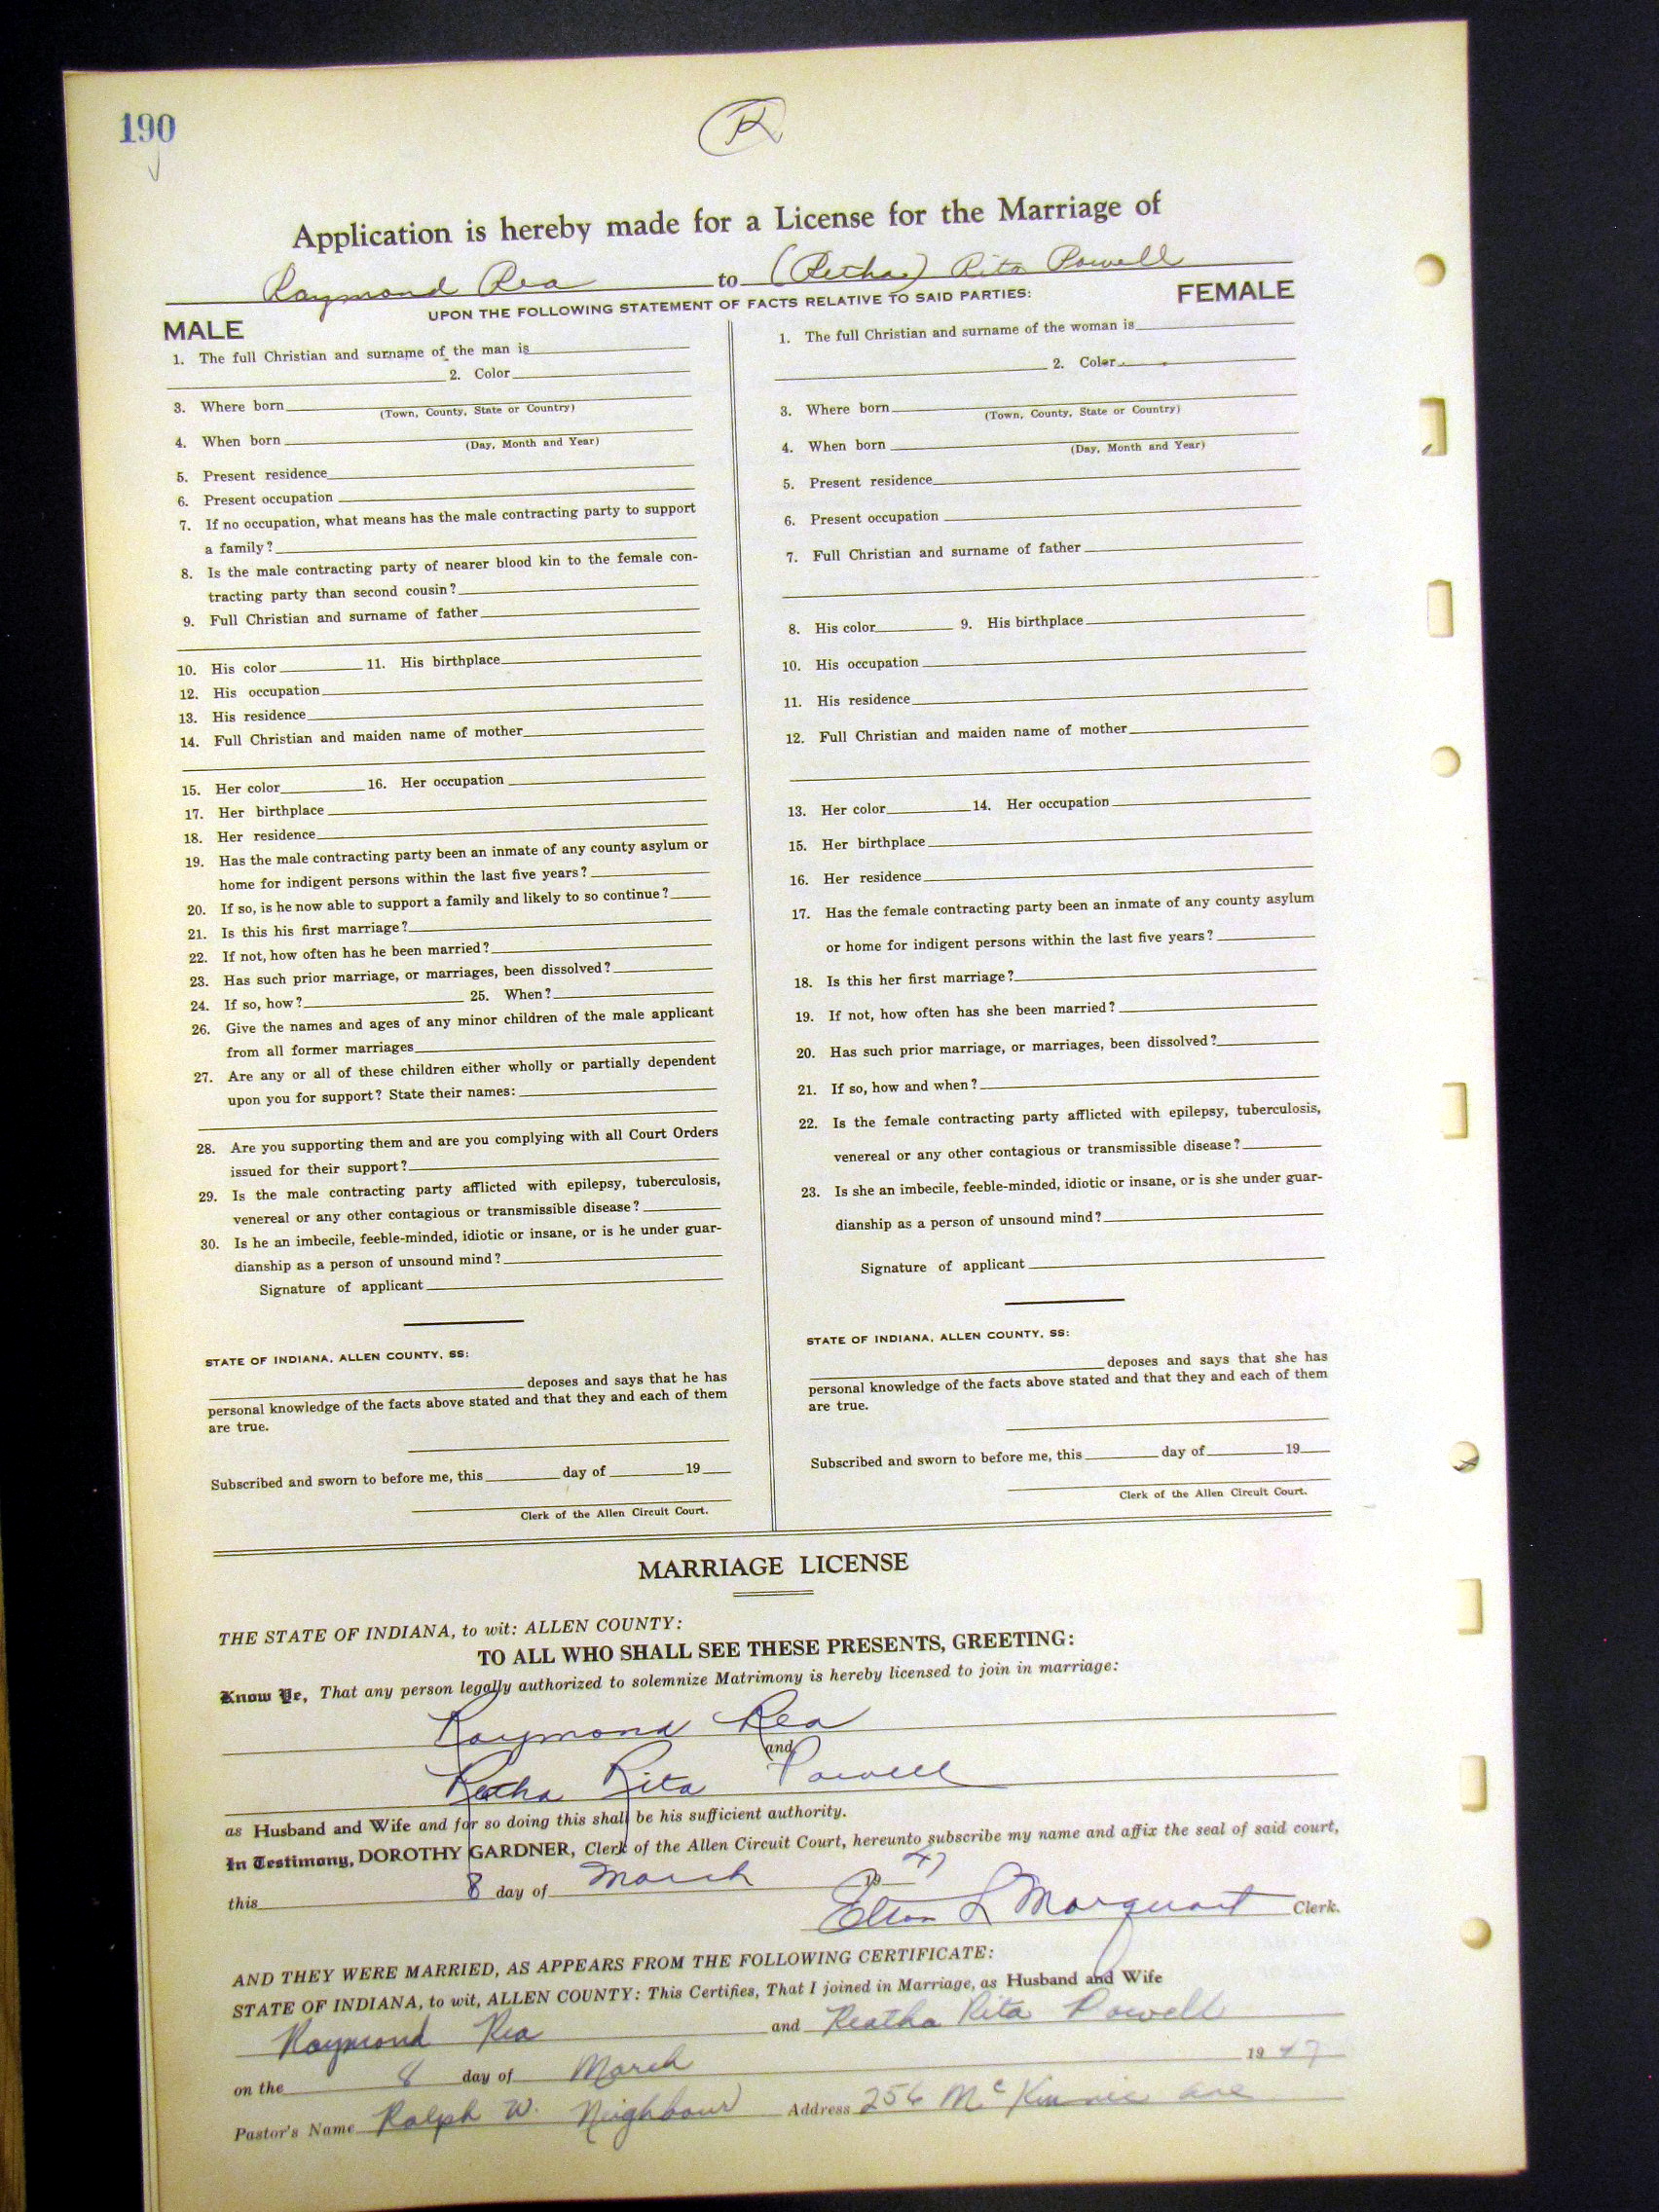 190
R
Application is hereby made for a License for the Marriage of
Raymond Rea to (Retha) Rita Powell
UPON THE FOLLOWING STATEMENT OF FACTS RELATIVE TO SAID PARTIES:
MALE
1. The full Christian and surname of the man is
2. Color
3. Where born
(Town, County, State or Country)
4. When born
(Day, Month and Year)
5. Present residence
6. Present occupation
7. If no occupation, what means has the male contracting party to support
a family?
8. Is the male contracting party of nearer blood kin to the female con-
tracting party than second cousin?
9. Full Christian and surname of father
10. His color 11. His birthplace
12. His occupation
13. His residence
14. Full Christian and maiden name of mother
15. Her color 16. Her occupation
17. Her birthplace
18. Her residence
19. Has the male contracting party been an inmate of any county asylum or
home for indigent persons within the last five years?
20. If so, is he now able to support a family and likely to so continue?
21. Is this his first marriage?
22. If not, how often has he been married?
23. Has such prior marriage, or marriages, been dissolved?
24. If so, how? 25. When?
26. Give the names and ages of any minor children of the male applicant
from all former marriages
27. Are any or all of these children either wholly or partially dependent
upon you for support? State their names:
28. Are you supporting them and are you complying with all Court Orders
issued for their support?
29. Is the male contracting party afflicted with epilepsy, tuberculosis,
venereal or any other contagious or transmissible disease?
30. Is he an imbecile, feeble-minded, idiotic or insane, or is he under guar-
dianship as a person of unsound mind?
Signature of applicant
STATE OF INDIANA, ALLEN COUNTY, SS:
deposes and says that he has
personal knowledge of the facts above stated and that they and each of them
are true.
Subscribed and sworn to before me, this day of 19
Clerk of the Allen Circuit Court.
FEMALE
1. The full Christian and surname of the woman is
2. Color
3. Where born
(Town, County, State or Country)
4. When born
(Day, Month and Year)
5. Present residence
6. Present occupation
7. Full Christian and surname of father
8. His color 9. His birthplace
10. His occupation
11. His residence
12. Full Christian and maiden name of mother
13. Her color 14. Her occupation
15. Her birthplace
16. Her residence
17. Has the female contracting party been an inmate of any county asylum
or home for indigent persons within the last five years?
18. Is this her first marriage?
19. If not, how often has she been married?
20. Has such prior marriage, or marriages, been dissolved?
21. If so, how and when?
22. Is the female contracting party afflicted with epilepsy, tuberculosis,
venereal or any other contagious or transmissible disease?
23. Is she an imbecile, feeble-minded, idiotic or insane, or is she under guar-
dianship as a person of unsound mind?
Signature of applicant
STATE OF INDIANA, ALLEN COUNTY, SS:
deposes and says that she has
personal knowledge of the facts above stated and that they and each of them
are true.
Subscribed and sworn to before me, this day of 19
Clerk of the Allen Circuit Court.
MARRIAGE LICENSE
THE STATE OF INDIANA, to wit: ALLEN COUNTY:
TO ALL WHO SHALL SEE THESE PRESENTS, GREETING:
Know Ye, That any person legally authorized to solemnize Matrimony is hereby licensed to join in marriage:
Raymond Rea
and
Reatha Rita Powell
as Husband and Wife and for so doing this shall be his sufficient authority.
In Testimony, DOROTHY GARDNER, Clerk of the Allen Circuit Court, hereunto subscribe my name and affix the seal of said court,
this 8 day of March 19 47
Elton L Marquart Clerk.
AND THEY WERE MARRIED, AS APPEARS FROM THE FOLLOWING CERTIFICATE:
STATE OF INDIANA, to wit, ALLEN COUNTY: This Certifies, That I joined in Marriage, as Husband and Wife
Raymond Rea and Reatha Rita Powell
on the 8 day of March 1947
Pastor's Name Ralph W. Neighbour Address 256 McKinnie ave